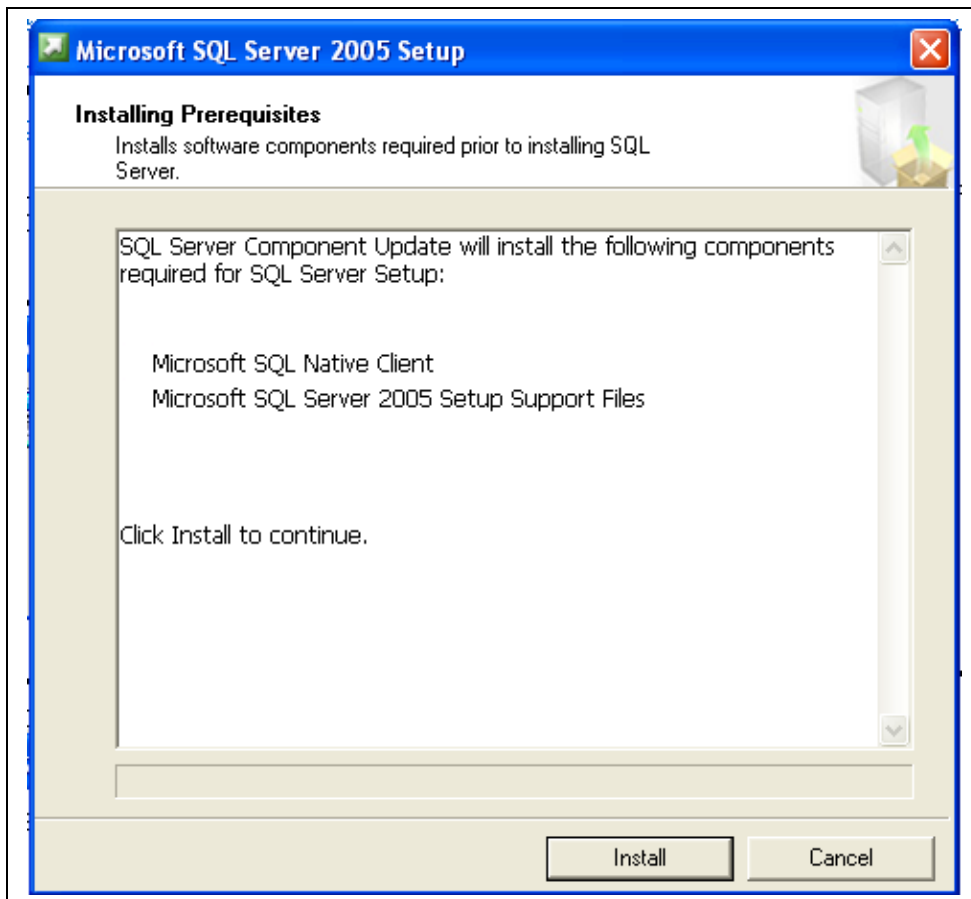 Microsoft SQL Server 2005 Setup
Installing Prerequisites
Installs software components required prior to installing SQL
Server.
SQL Server Component Update will install the following components
required for SQL Server Setup:
Microsoft SQL Native Client
Microsoft SQL Server 2005 Setup Support Files
Click Install to continue.
Install
Cancel